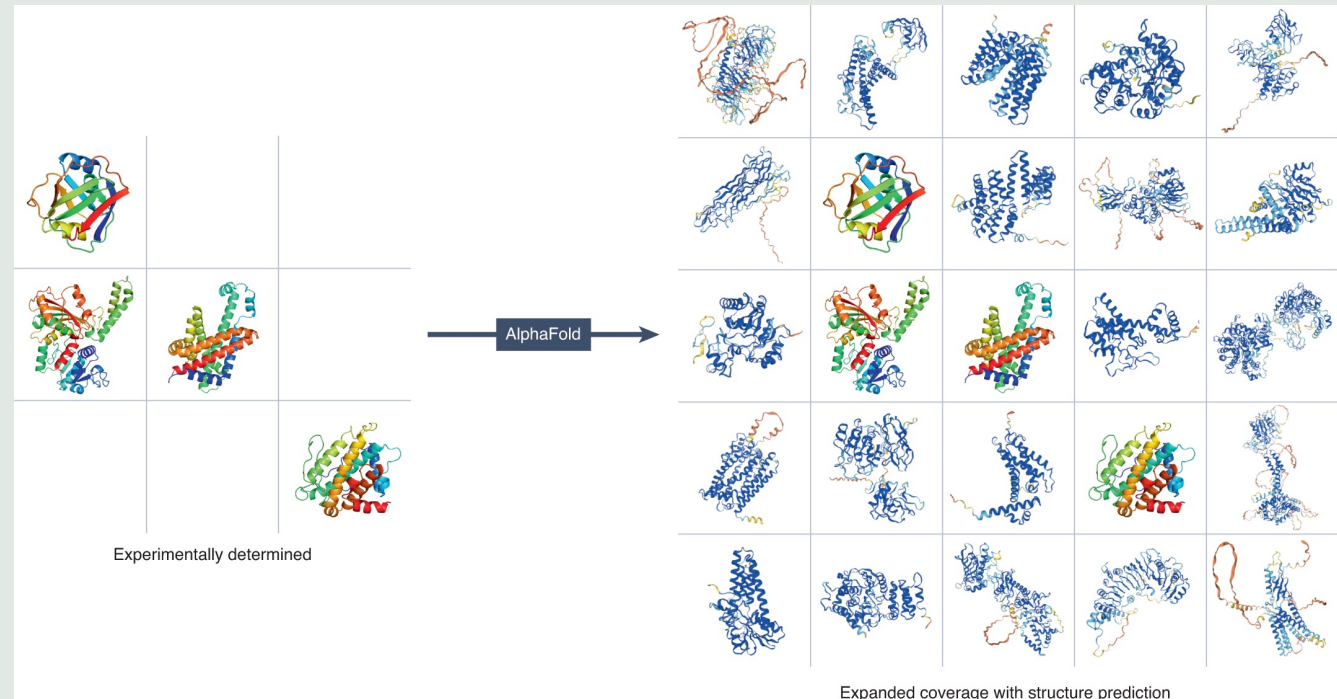 AlphaFold
Experimentally determined
Expanded coverage with structure prediction